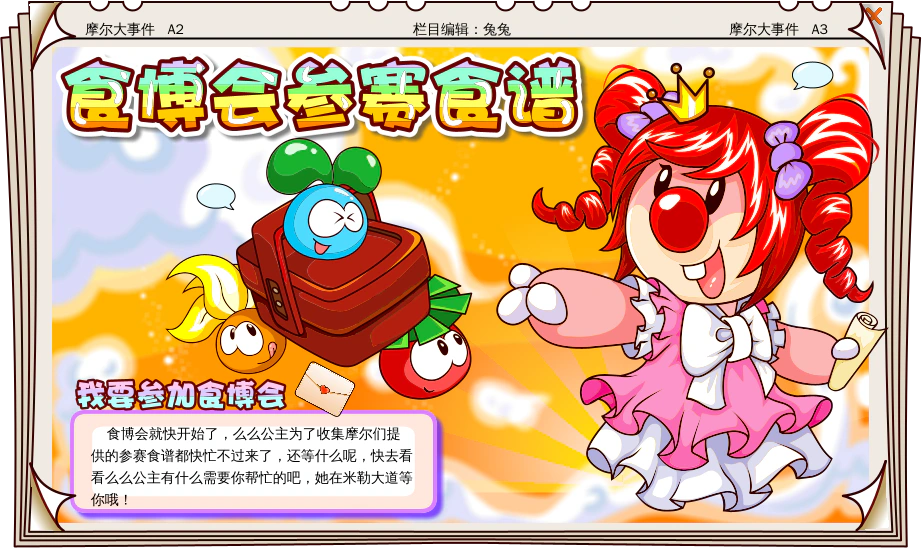 摩尔大事件 A2
栏目编辑：兔兔
摩尔大事件 A3
食博会参赛食谱
我要参加食博会
食博会就快开始了，么么公主为了收集摩尔们提
供的参赛食谱都快忙不过来了，还等什么呢，快去看
看么么公主有什么需要你帮忙的吧，她在米勒大道等
你哦！